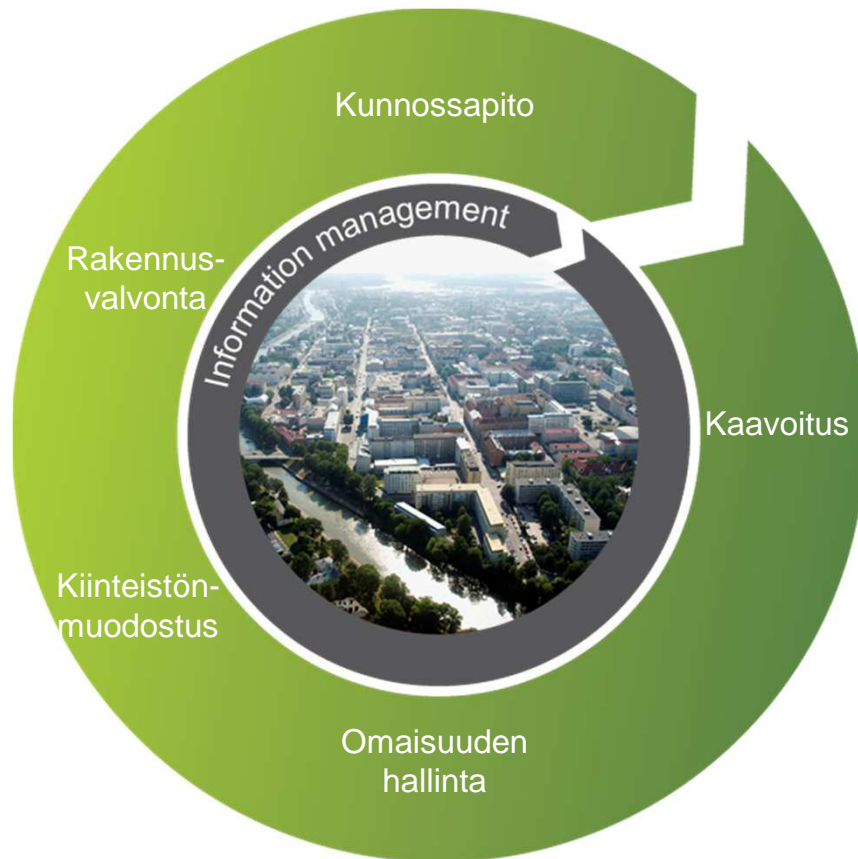 Kunnossapito
Information management
Rakennus-
valvonta
Kaavoitus
Kiinteistön-
muodostus
Omaisuuden
hallinta